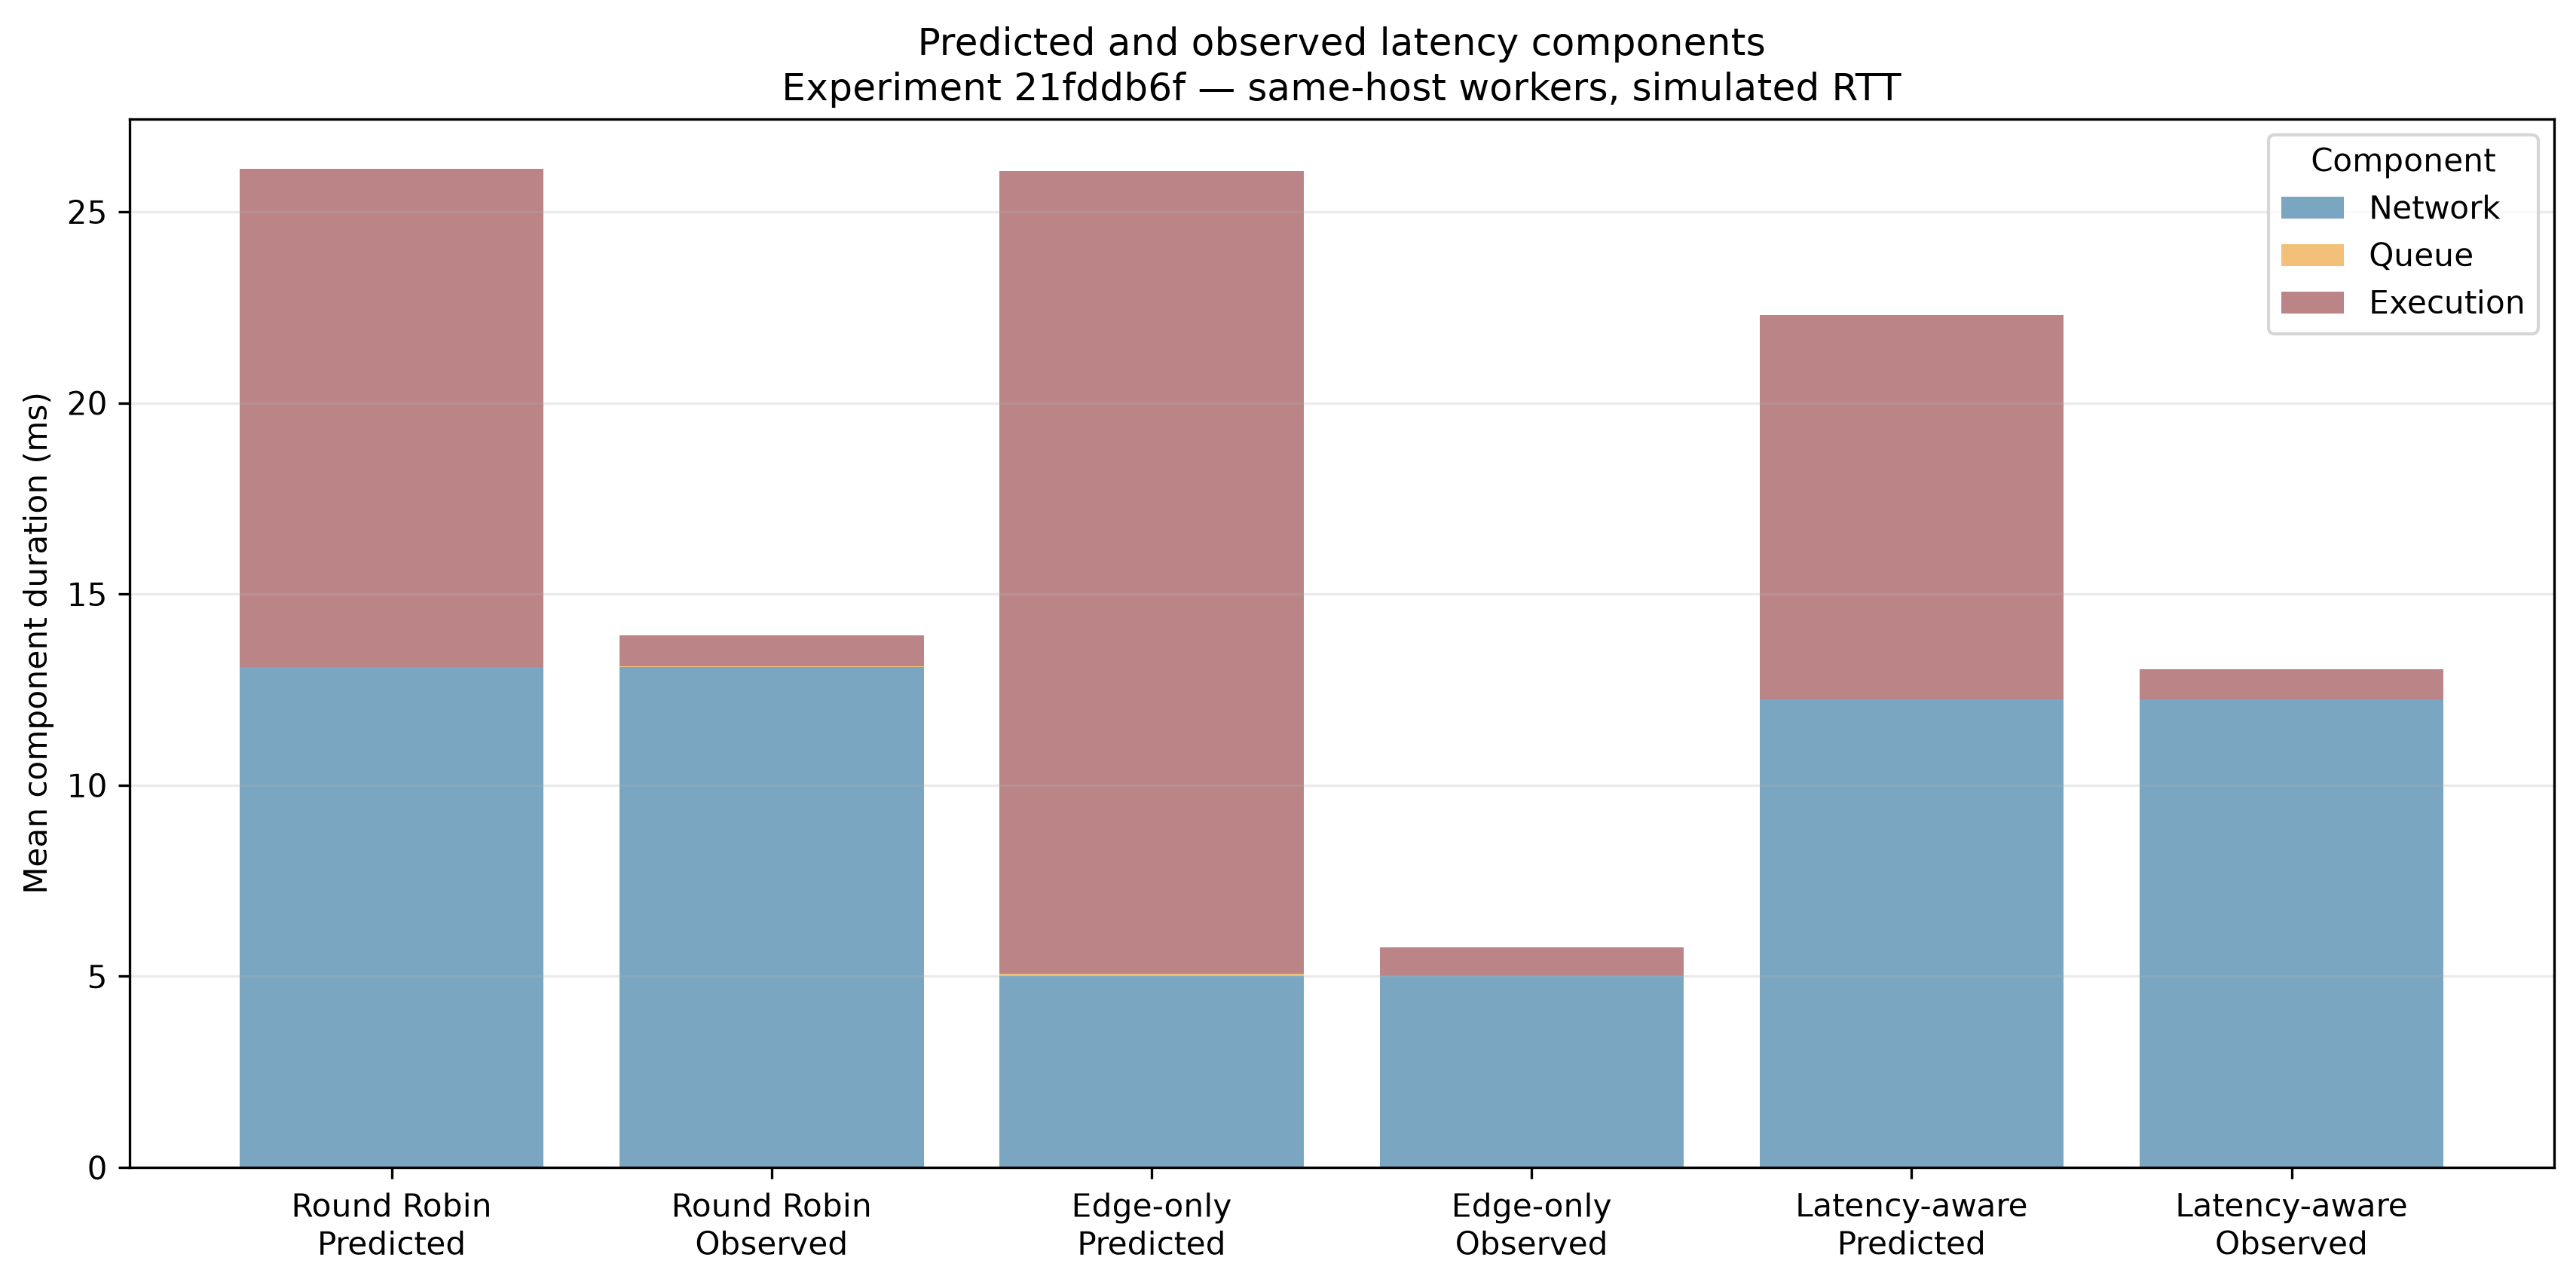 Predicted and observed latency components
Experiment 21fddb6f — same-host workers, simulated RTT
Mean component duration (ms)
25
20
15
10
5
0
Component
Network
Queue
Execution
Round Robin
Predicted
Round Robin
Observed
Edge-only
Predicted
Edge-only
Observed
Latency-aware
Predicted
Latency-aware
Observed